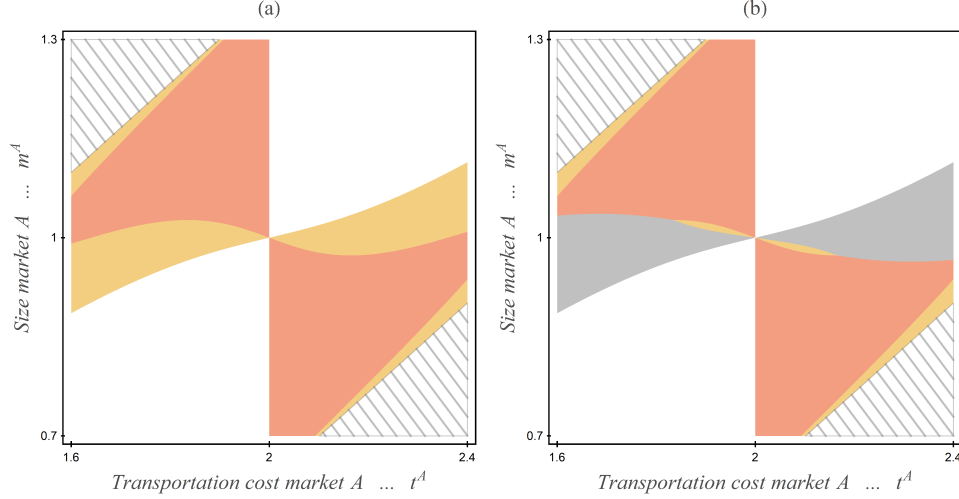 (a)
(b)
1.3
1.3
Size market A ... m^A
Size market A ... m^A
1
1
0.7
0.7
1.6
2
2.4
1.6
2
2.4
Transportation cost market A ... t^A
Transportation cost market A ... t^A